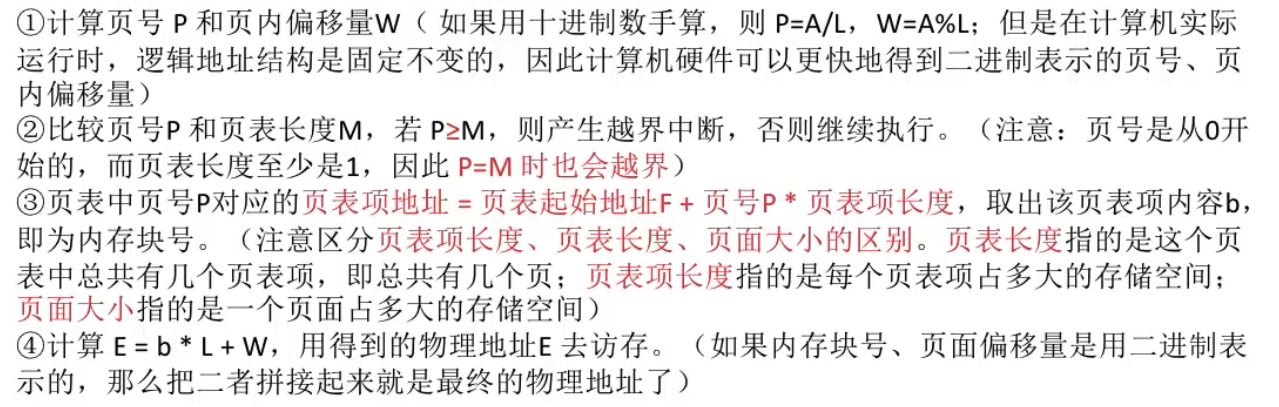 ①计算页号 P 和页内偏移量W（ 如果用十进制数手算，则 P=A/L，W=A%L；但是在计算机实际
运行时，逻辑地址结构是固定不变的，因此计算机硬件可以更快地得到二进制表示的页号、页
内偏移量）
②比较页号P 和页表长度M，若 P≥M，则产生越界中断，否则继续执行。（注意：页号是从0开
始的，而页表长度至少是1，因此 P=M 时也会越界）
③页表中页号P对应的页表项地址 = 页表起始地址F + 页号P * 页表项长度，取出该页表项内容b，
即为内存块号。（注意区分页表项长度、页表长度、页面大小的区别。页表长度指的是这个页
表中总共有几个页表项，即总共有几个页；页表项长度指的是每个页表项占多大的存储空间；
页面大小指的是一个页面占多大的存储空间）
④计算 E = b * L + W，用得到的物理地址E 去访存。（如果内存块号、页面偏移量是用二进制表
示的，那么把二者拼接起来就是最终的物理地址了）